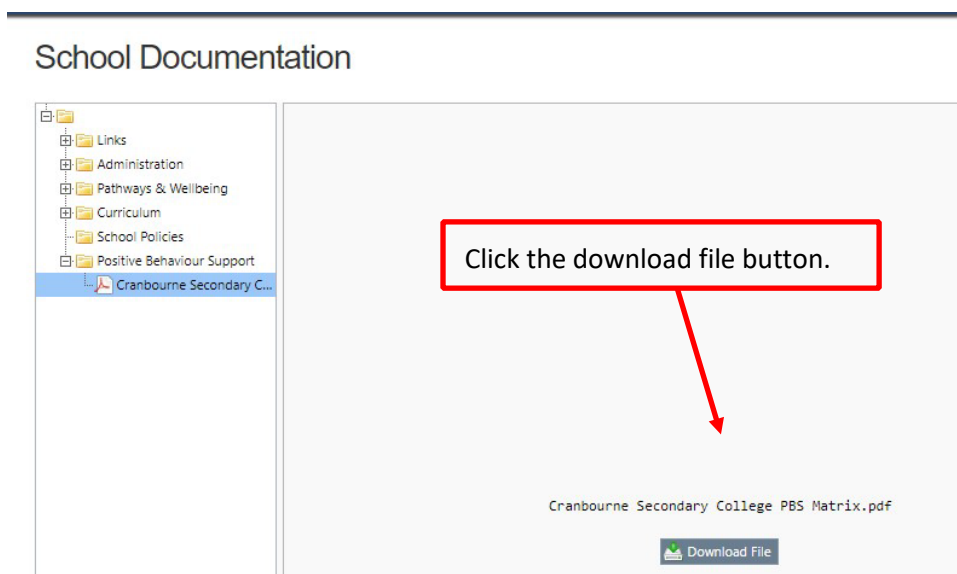 School Documentation
Links
Administration
Pathways & Wellbeing
Curriculum
School Policies
Positive Behaviour Support
Cranbourne Secondary C...
Click the download file button.
Cranbourne Secondary College PBS Matrix.pdf
Download File